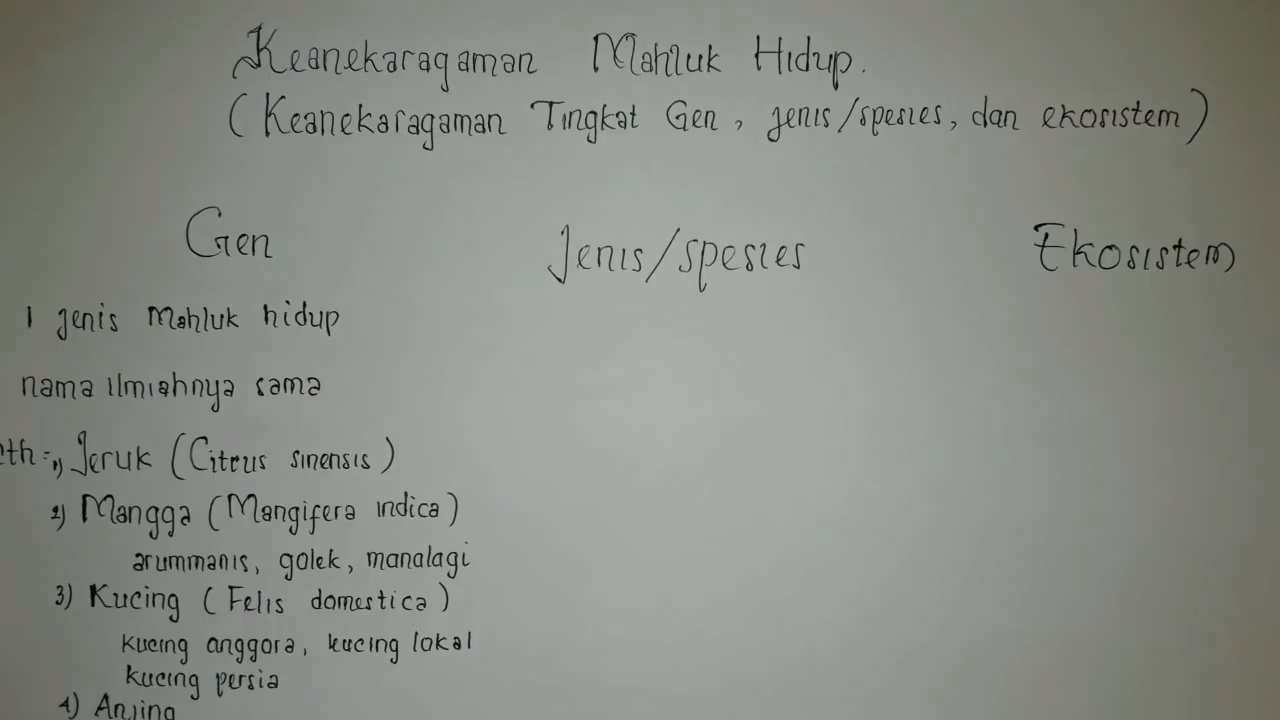 Keanekaragaman Mahluk Hidup.
(Keanekaragaman Tingkat Gen, jenis/spesies, dan ekosistem)
Gen
Jenis/spesies
Ekosistem
1 jenis Mahluk hidup
nama ilmiahnya sama
cth = 1) Jeruk (Citrus sinensis)
2) Mangga (Mangifera indica)
arummanis, golek, manalagi
3) Kucing (Felis domestica)
kucing anggora, kucing lokal
kucing persia
4) Anjing